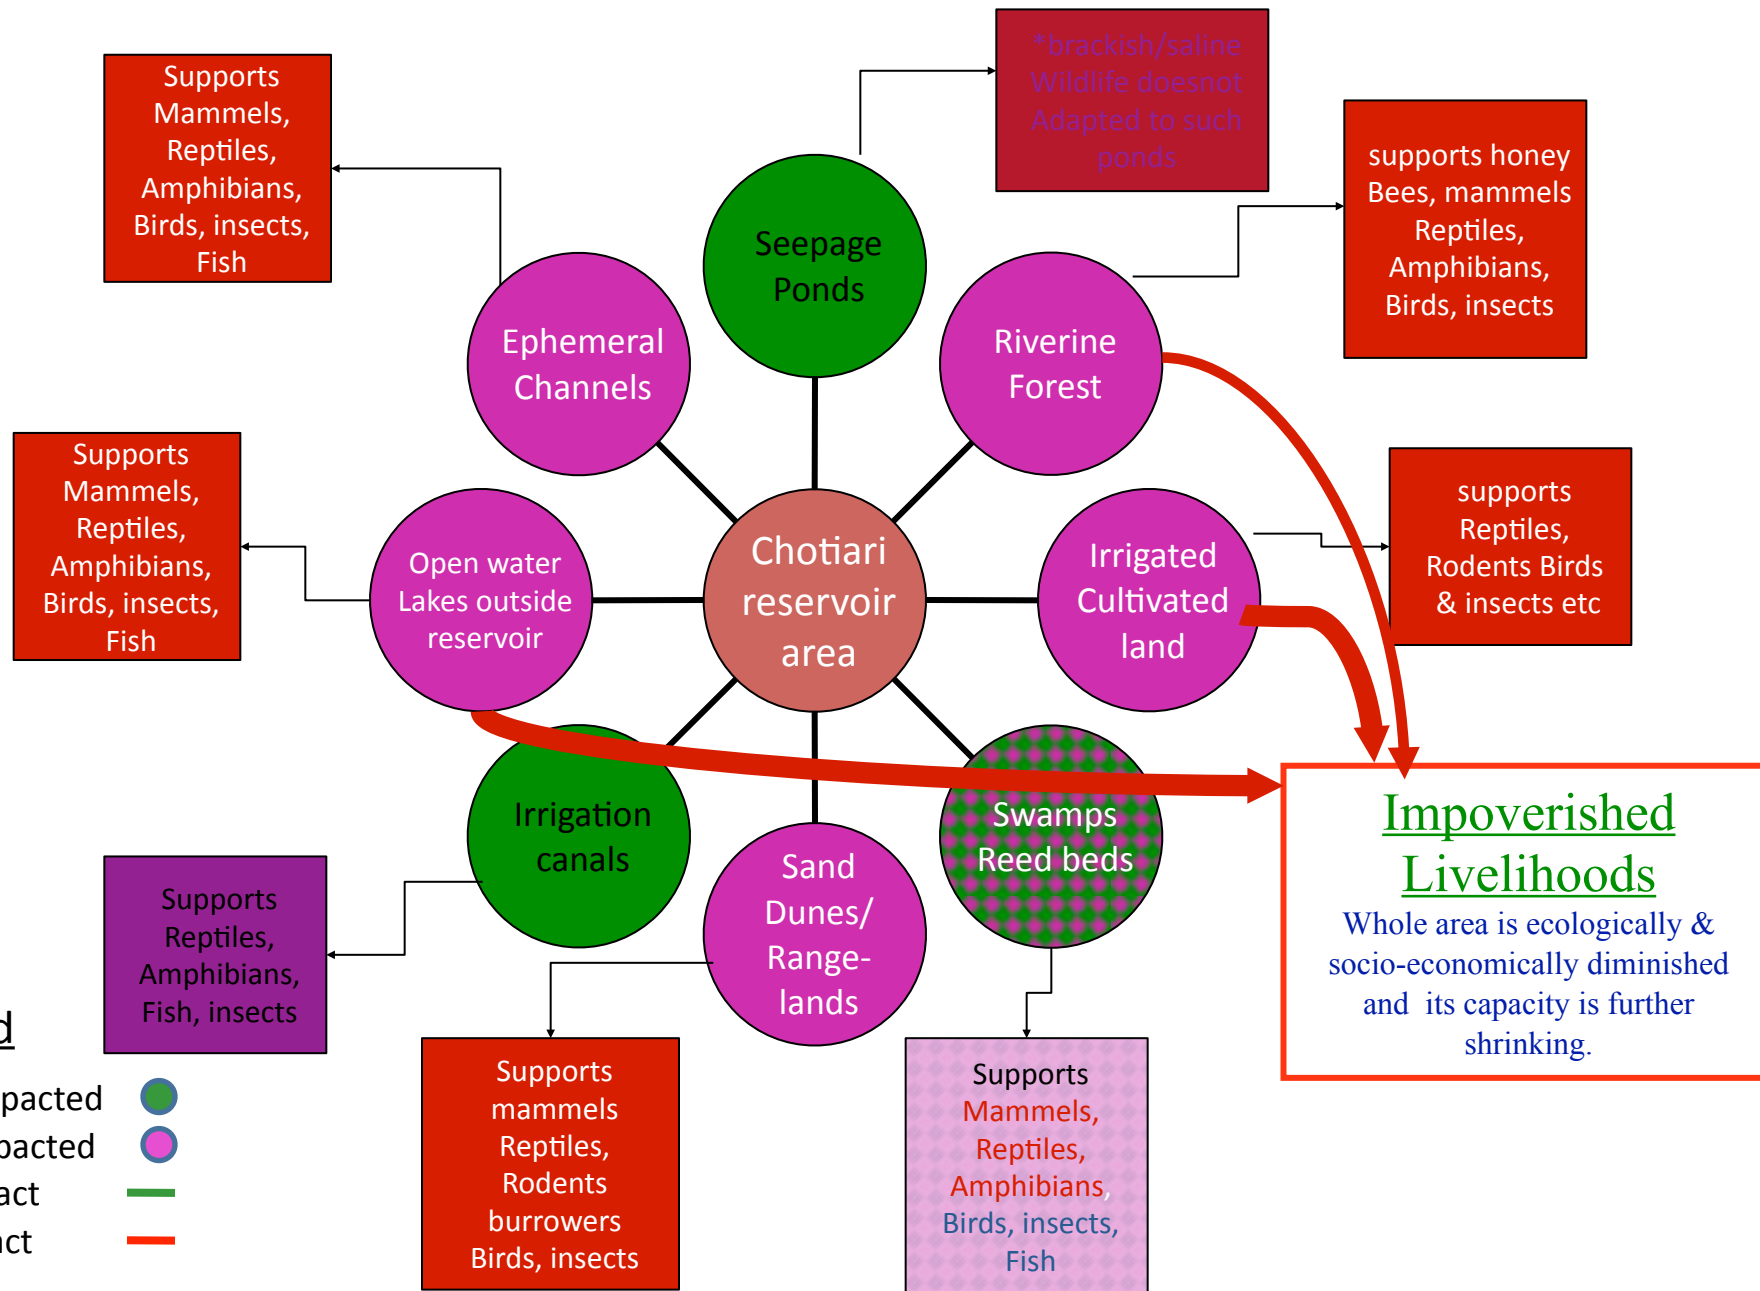 *brackish/saline
Wildlife doesnot
Adapted to such
ponds
Supports
Mammels,
Reptiles,
Amphibians,
Birds, insects,
Fish
supports honey
Bees, mammels
Reptiles,
Amphibians,
Birds, insects
Seepage
Ponds
Ephemeral
Channels
Riverine
Forest
Supports
Mammels,
Reptiles,
Amphibians,
Birds, insects,
Fish
Open water
Lakes outside
reservoir
Chotiari
reservoir
area
Irrigated
Cultivated
land
supports
Reptiles,
Rodents Birds
& insects etc
Irrigation
canals
Sand
Dunes/
Range-
lands
Swamps
Reed beds
Impoverished
Livelihoods
Whole area is ecologically &
socio-economically diminished
and its capacity is further
shrinking.
Supports
Reptiles,
Amphibians,
Fish, insects
Supports
mammels
Reptiles,
Rodents
burrowers
Birds, insects
Supports
Mammels,
Reptiles,
Amphibians,
Birds, insects,
Fish
d
pacted
pacted
act
act